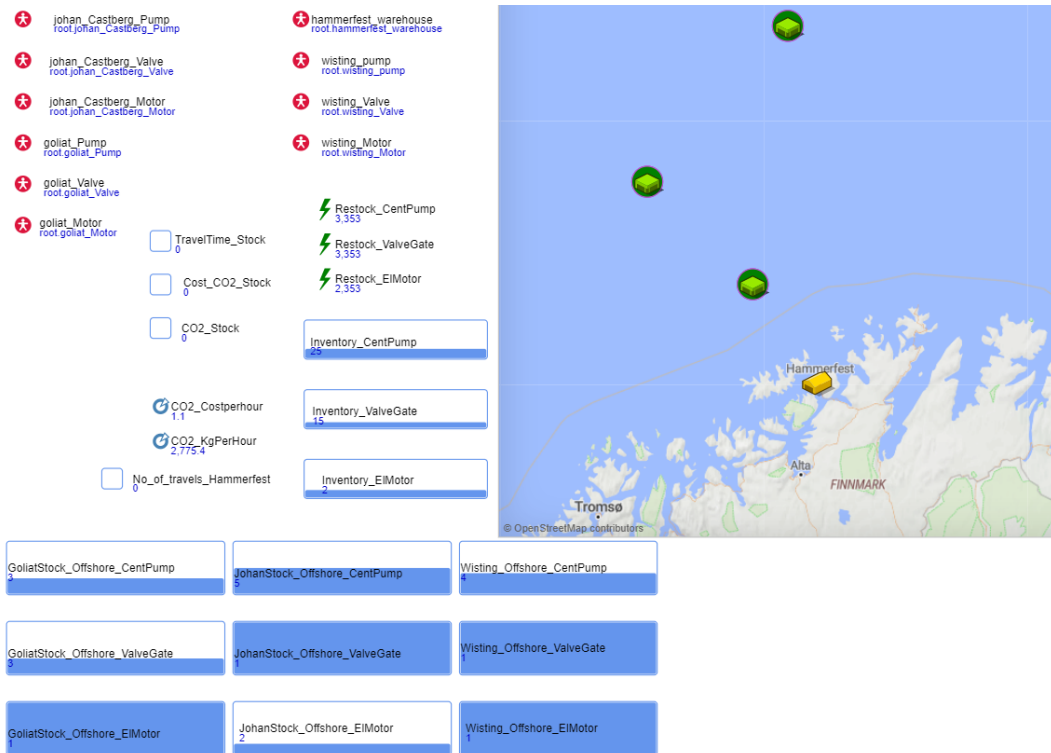 johan_Castberg_Pump
root.johan_Castberg_Pump
johan_Castberg_Valve
root.johan_Castberg_Valve
johan_Castberg_Motor
root.johan_Castberg_Motor
goliat_Pump
root.goliat_Pump
goliat_Valve
root.goliat_Valve
goliat_Motor
root.goliat_Motor
hammerfest_warehouse
root.hammerfest_warehouse
wisting_pump
root.wisting_pump
wisting_Valve
root.wisting_Valve
wisting_Motor
root.wisting_Motor
Restock_CentPump
3,353
Restock_ValveGate
3,353
Restock_ElMotor
2,353
TravelTime_Stock
0
Cost_CO2_Stock
0
CO2_Stock
0
Inventory_CentPump
25
Inventory_ValveGate
15
Inventory_ElMotor
2
CO2_Costperhour
1.1
CO2_KgPerHour
2,775.4
No_of_travels_Hammerfest
0
Hammerfest
Alta
FINNMARK
Tromsø
© OpenStreetMap contributors
GoliatStock_Offshore_CentPump
3
JohanStock_Offshore_CentPump
5
Wisting_Offshore_CentPump
4
GoliatStock_Offshore_ValveGate
3
JohanStock_Offshore_ValveGate
1
Wisting_Offshore_ValveGate
1
GoliatStock_Offshore_ElMotor
1
JohanStock_Offshore_ElMotor
2
Wisting_Offshore_ElMotor
1